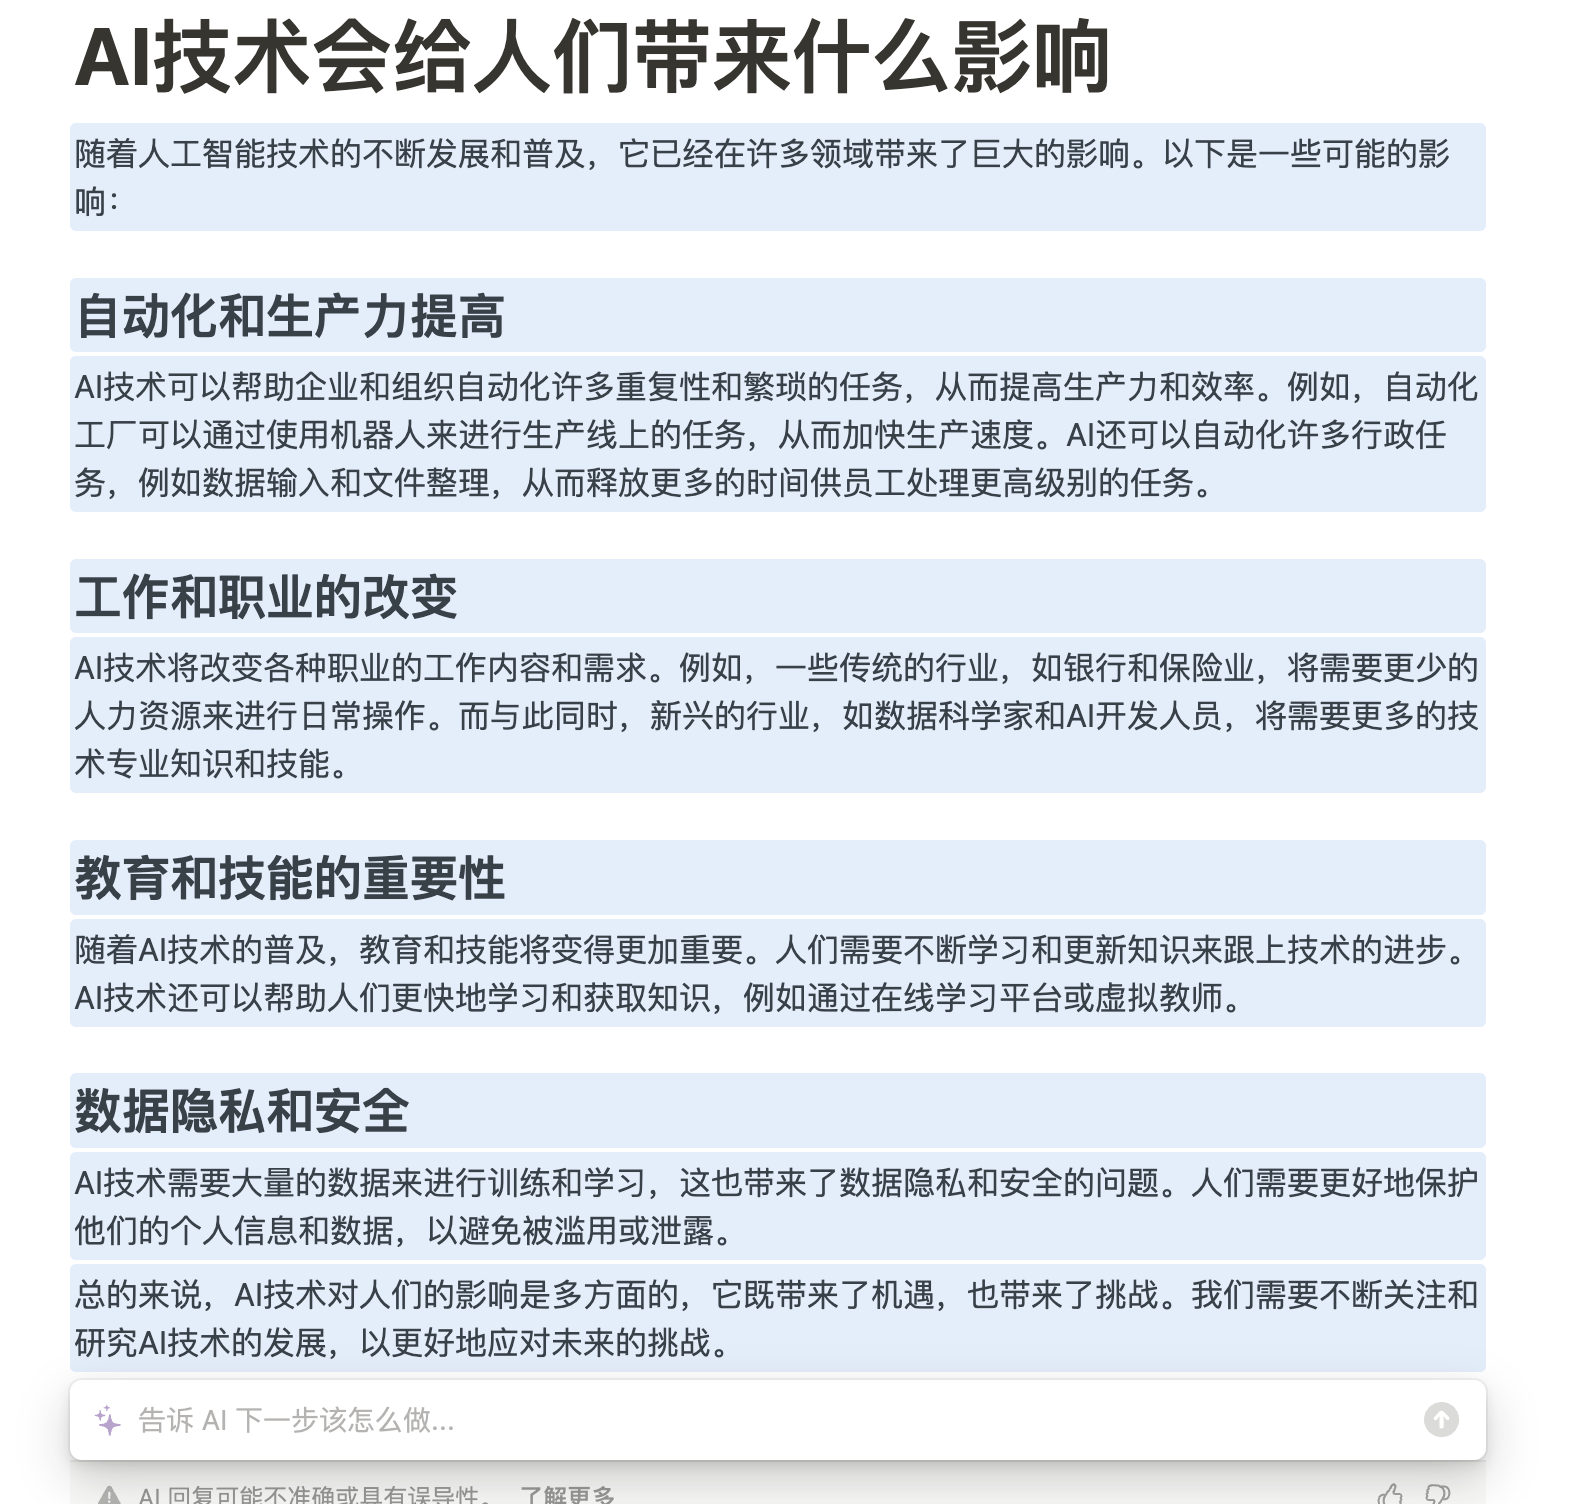 AI技术会给人们带来什么影响
随着人工智能技术的不断发展和普及，它已经在许多领域带来了巨大的影响。以下是一些可能的影
响：
自动化和生产力提高
AI技术可以帮助企业和组织自动化许多重复性和繁琐的任务，从而提高生产力和效率。例如，自动化
工厂可以通过使用机器人来进行生产线上的任务，从而加快生产速度。AI还可以自动化许多行政任
务，例如数据输入和文件整理，从而释放更多的时间供员工处理更高级别的任务。
工作和职业的改变
AI技术将改变各种职业的工作内容和需求。例如，一些传统的行业，如银行和保险业，将需要更少的
人力资源来进行日常操作。而与此同时，新兴的行业，如数据科学家和AI开发人员，将需要更多的技
术专业知识和技能。
教育和技能的重要性
随着AI技术的普及，教育和技能将变得更加重要。人们需要不断学习和更新知识来跟上技术的进步。
AI技术还可以帮助人们更快地学习和获取知识，例如通过在线学习平台或虚拟教师。
数据隐私和安全
AI技术需要大量的数据来进行训练和学习，这也带来了数据隐私和安全的问题。人们需要更好地保护
他们的个人信息和数据，以避免被滥用或泄露。
总的来说，AI技术对人们的影响是多方面的，它既带来了机遇，也带来了挑战。我们需要不断关注和
研究AI技术的发展，以更好地应对未来的挑战。
告诉 AI 下一步该怎么做...
AI 回复可能不准确或具有误导性。 了解更多